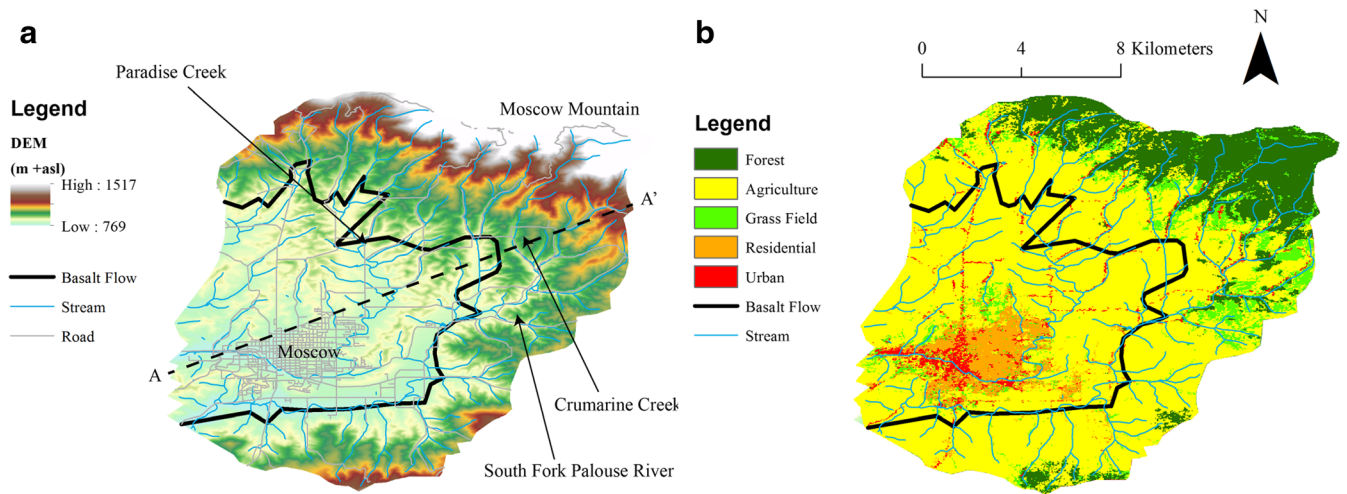 a
Paradise Creek
Moscow Mountain
Legend
DEM
(m +asl)
High : 1517
Low : 769
Basalt Flow
Stream
Road
A'
Moscow
A
Crumarine Creek
South Fork Palouse River
b
N
0 4 8 Kilometers
Legend
Forest
Agriculture
Grass Field
Residential
Urban
Basalt Flow
Stream